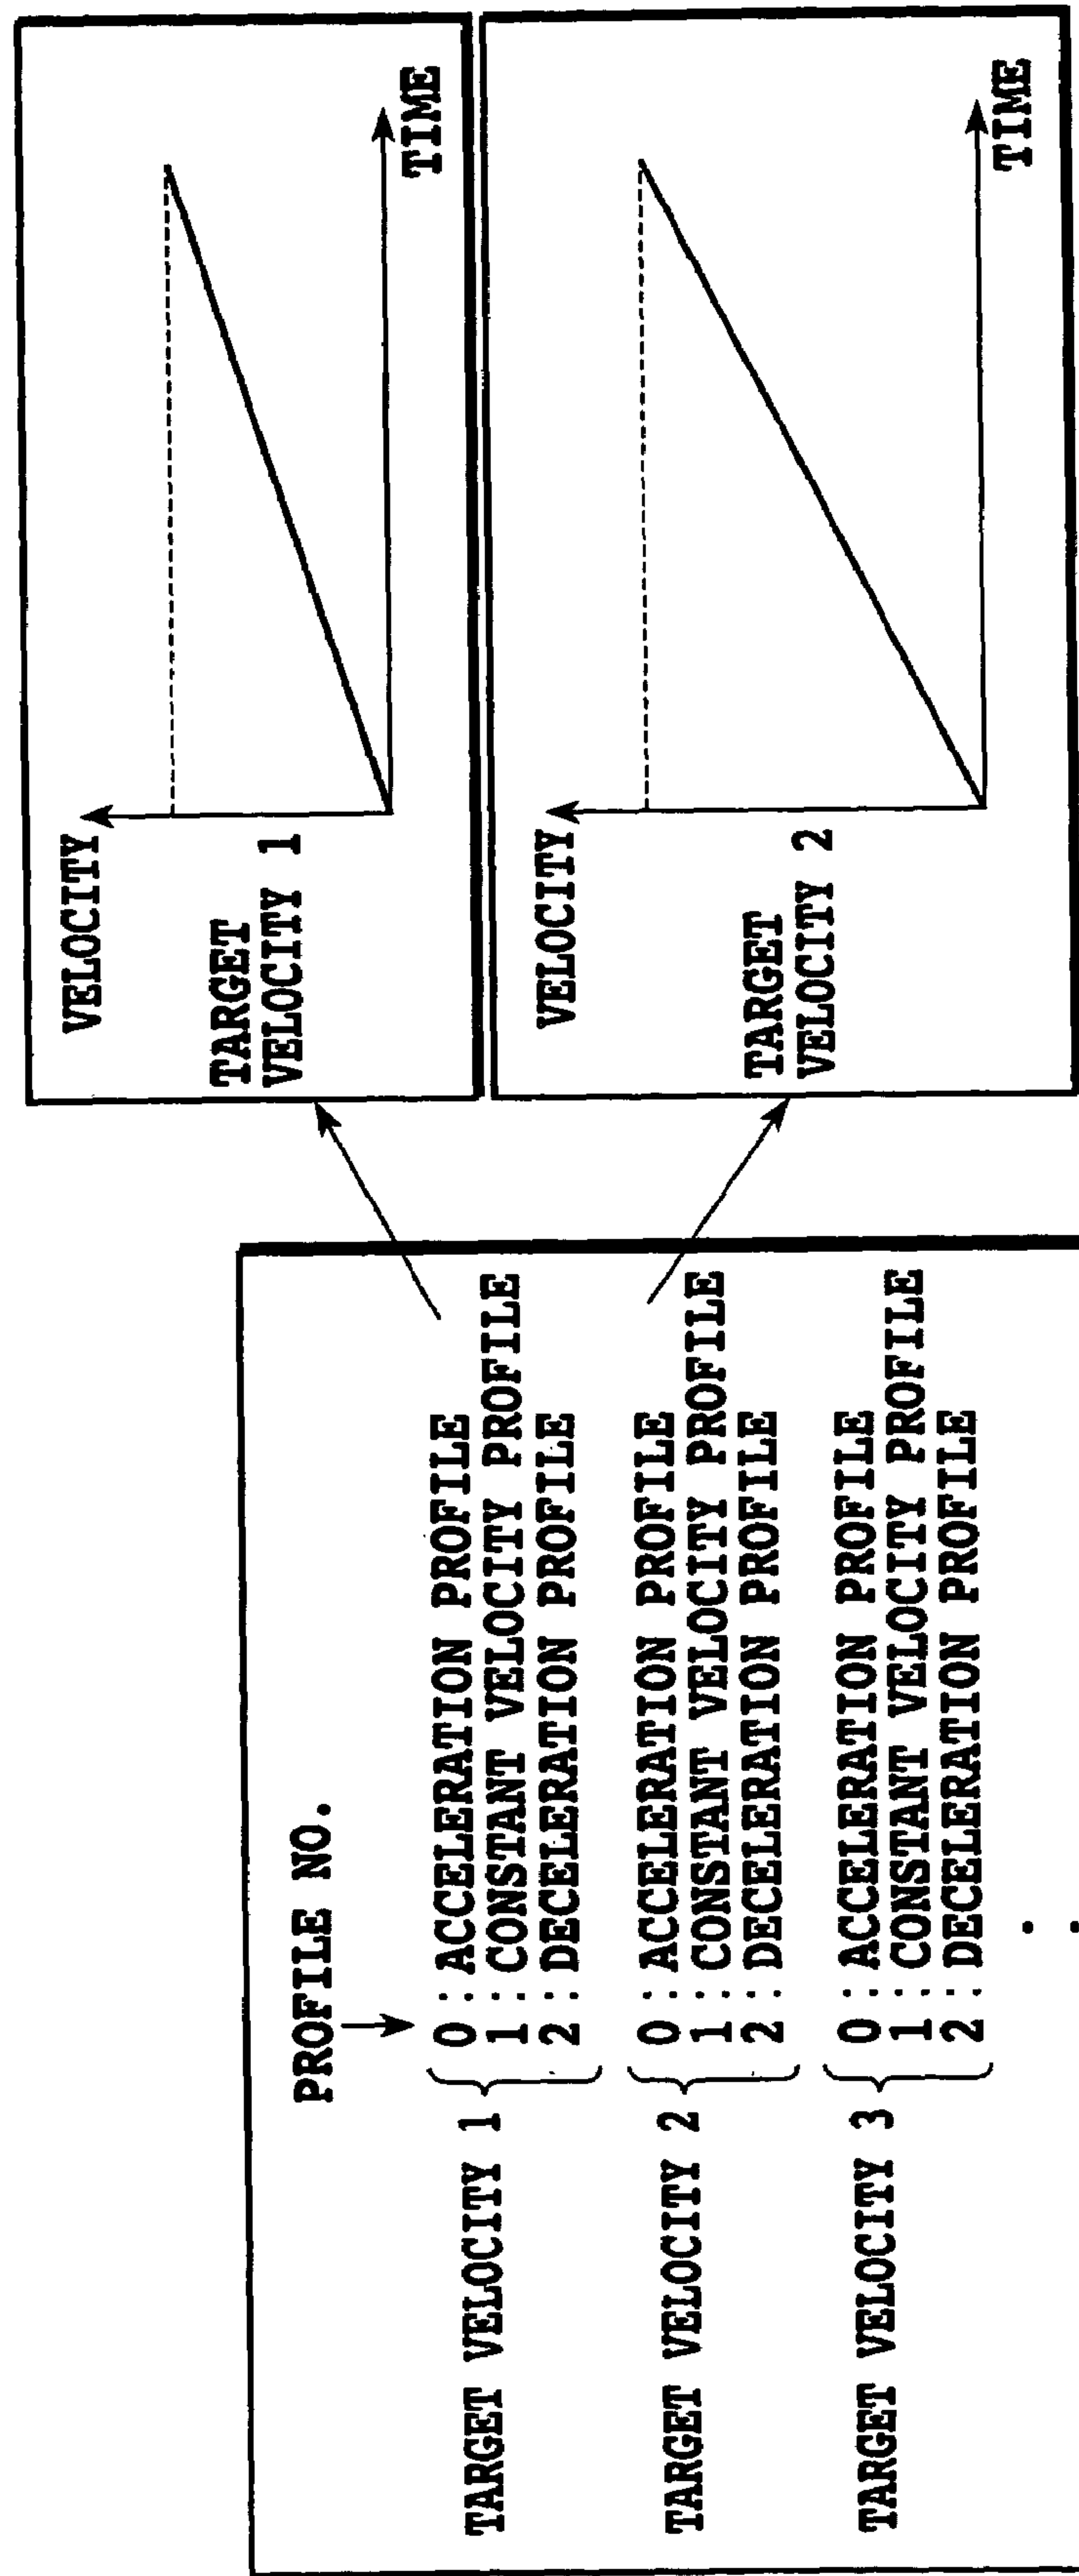 PROFILE NO.
TARGET VELOCITY 1
0 : ACCELERATION PROFILE
1 : CONSTANT VELOCITY PROFILE
2 : DECELERATION PROFILE
TARGET VELOCITY 2
0 : ACCELERATION PROFILE
1 : CONSTANT VELOCITY PROFILE
2 : DECELERATION PROFILE
TARGET VELOCITY 3
0 : ACCELERATION PROFILE
1 : CONSTANT VELOCITY PROFILE
2 : DECELERATION PROFILE
VELOCITY
TARGET
VELOCITY 1
TIME
VELOCITY
TARGET
VELOCITY 2
TIME